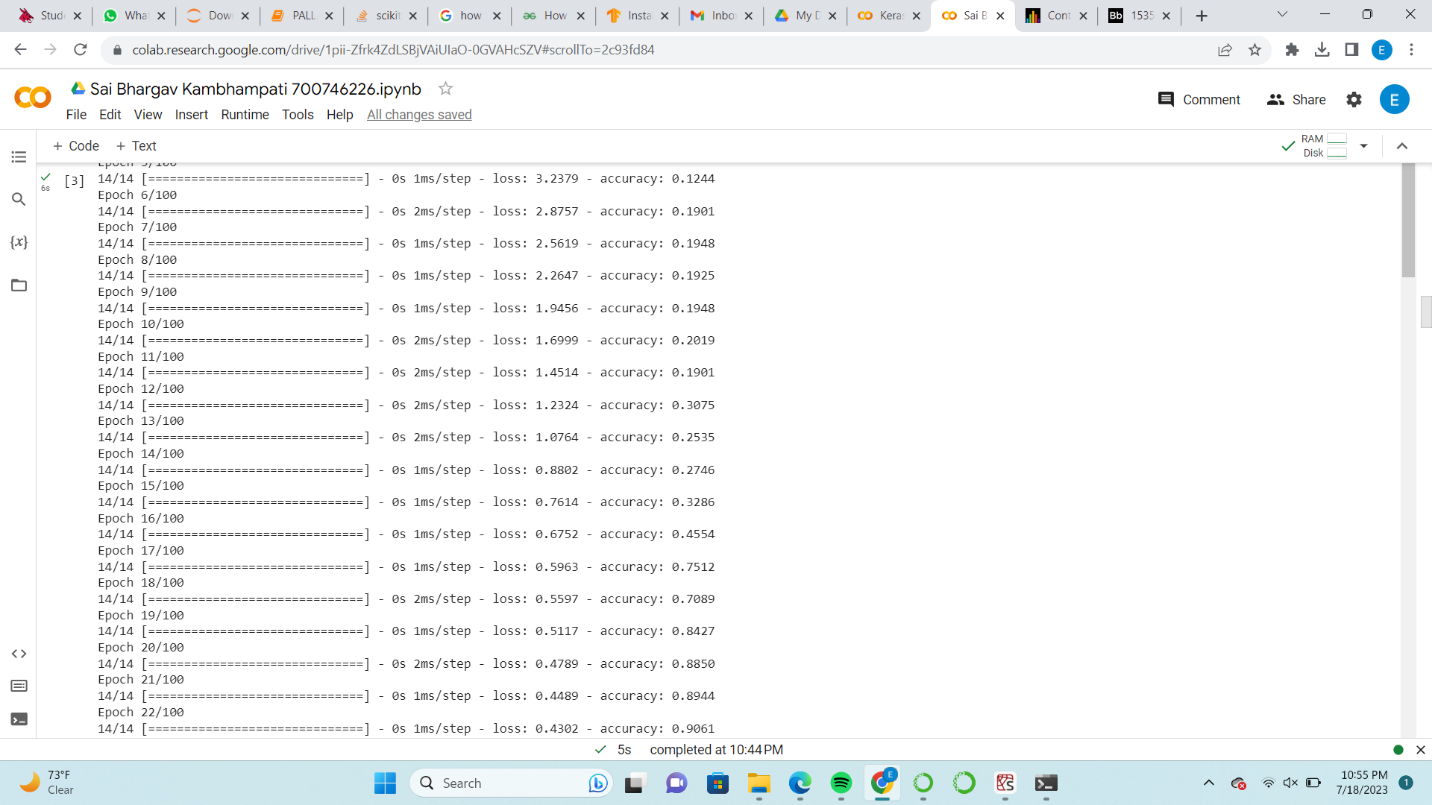 Stude
What
Dow
PALL
scikit
how
How
Insta
Inbo
My D
Keras
Sai B
Cont
Bb 1535
colab.research.google.com/drive/1pii-Zfrk4ZdLSBjVAiUIaO-0GVAHcSZV#scrollTo=2c93fd84
E
CO Sai Bhargav Kambhampati 700746226.ipynb
Comment Share E
File Edit View Insert Runtime Tools Help All changes saved
+ Code + Text
RAM
Disk
{x}
6s
[3]
Epoch 5/100
14/14 [==============================] - 0s 1ms/step - loss: 3.2379 - accuracy: 0.1244
Epoch 6/100
14/14 [==============================] - 0s 2ms/step - loss: 2.8757 - accuracy: 0.1901
Epoch 7/100
14/14 [==============================] - 0s 1ms/step - loss: 2.5619 - accuracy: 0.1948
Epoch 8/100
14/14 [==============================] - 0s 1ms/step - loss: 2.2647 - accuracy: 0.1925
Epoch 9/100
14/14 [==============================] - 0s 1ms/step - loss: 1.9456 - accuracy: 0.1948
Epoch 10/100
14/14 [==============================] - 0s 2ms/step - loss: 1.6999 - accuracy: 0.2019
Epoch 11/100
14/14 [==============================] - 0s 2ms/step - loss: 1.4514 - accuracy: 0.1901
Epoch 12/100
14/14 [==============================] - 0s 2ms/step - loss: 1.2324 - accuracy: 0.3075
Epoch 13/100
14/14 [==============================] - 0s 2ms/step - loss: 1.0764 - accuracy: 0.2535
Epoch 14/100
14/14 [==============================] - 0s 1ms/step - loss: 0.8802 - accuracy: 0.2746
Epoch 15/100
14/14 [==============================] - 0s 1ms/step - loss: 0.7614 - accuracy: 0.3286
Epoch 16/100
14/14 [==============================] - 0s 1ms/step - loss: 0.6752 - accuracy: 0.4554
Epoch 17/100
14/14 [==============================] - 0s 1ms/step - loss: 0.5963 - accuracy: 0.7512
Epoch 18/100
14/14 [==============================] - 0s 2ms/step - loss: 0.5597 - accuracy: 0.7089
Epoch 19/100
14/14 [==============================] - 0s 1ms/step - loss: 0.5117 - accuracy: 0.8427
Epoch 20/100
14/14 [==============================] - 0s 2ms/step - loss: 0.4789 - accuracy: 0.8850
Epoch 21/100
14/14 [==============================] - 0s 1ms/step - loss: 0.4489 - accuracy: 0.8944
Epoch 22/100
14/14 [==============================] - 0s 1ms/step - loss: 0.4302 - accuracy: 0.9061
5s completed at 10:44 PM
73°F
Clear
Search
E
10:55 PM
7/18/2023
1